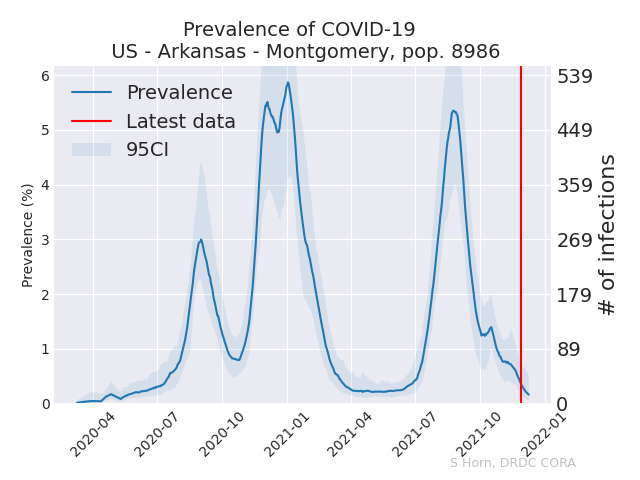 Prevalence of COVID-19
US - Arkansas - Montgomery, pop. 8986
Prevalence
Latest data
95CI
Prevalence (%)
6
5
4
3
2
1
0
539
449
359
269
179
89
0
# of infections
2020-04
2020-07
2020-10
2021-01
2021-04
2021-07
2021-10
2022-01
S Horn, DRDC CORA